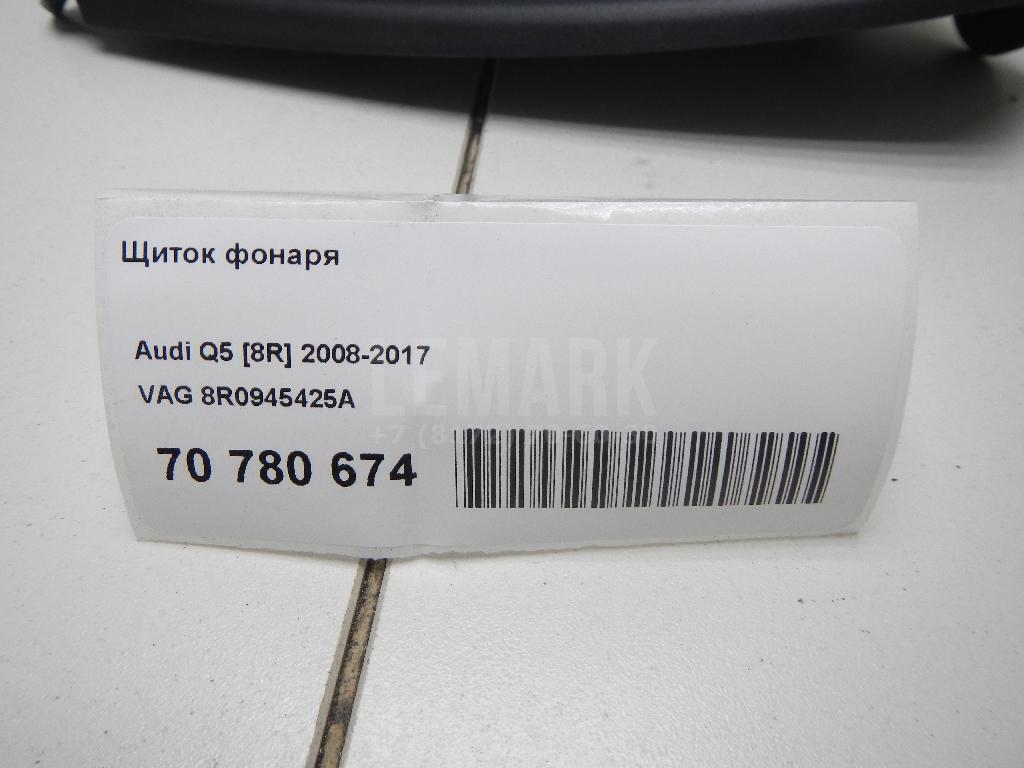 Щиток фонаря
Audi Q5 [8R] 2008-2017
LEMARK
VAG 8R0945425A
70 780 674